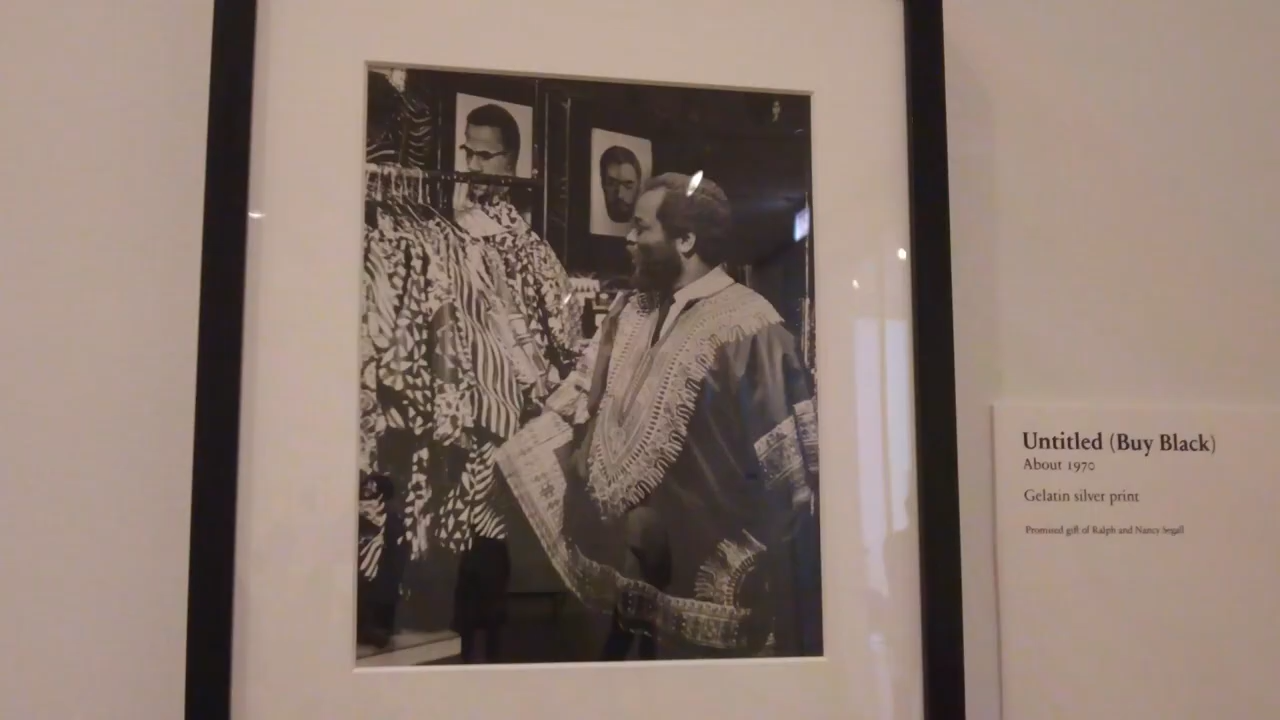 Untitled (Buy Black)
About 1970
Gelatin silver print
Promised gift of Ralph and Nancy Segall